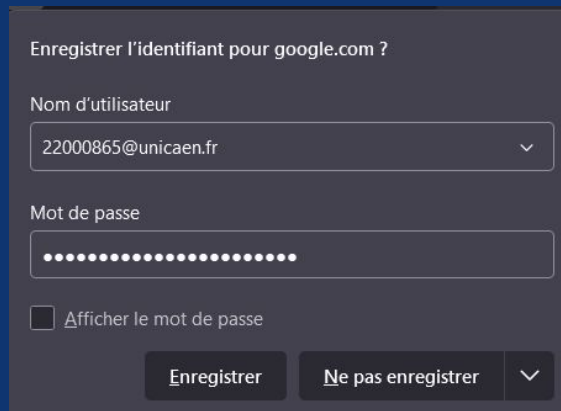 Enregistrer l'identifiant pour google.com ?
Nom d'utilisateur
22000865@unicaen.fr
Mot de passe
●●●●●●●●●●●●●●●●●●●●●●●
Afficher le mot de passe
Enregistrer Ne pas enregistrer